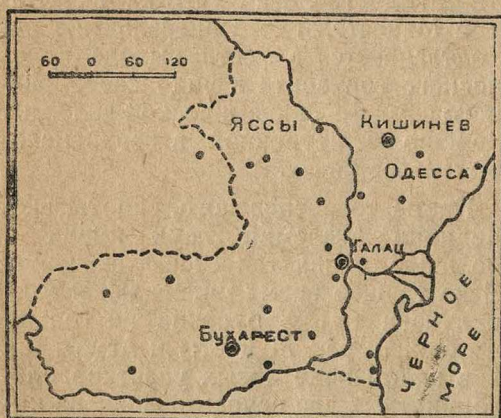 60 0 60 120
ЯССЫ
КИШИНЕВ
ОДЕССА
ГАЛАЦ
БУХАРЕСТ
ЧЕРНОЕ
МОРЕ